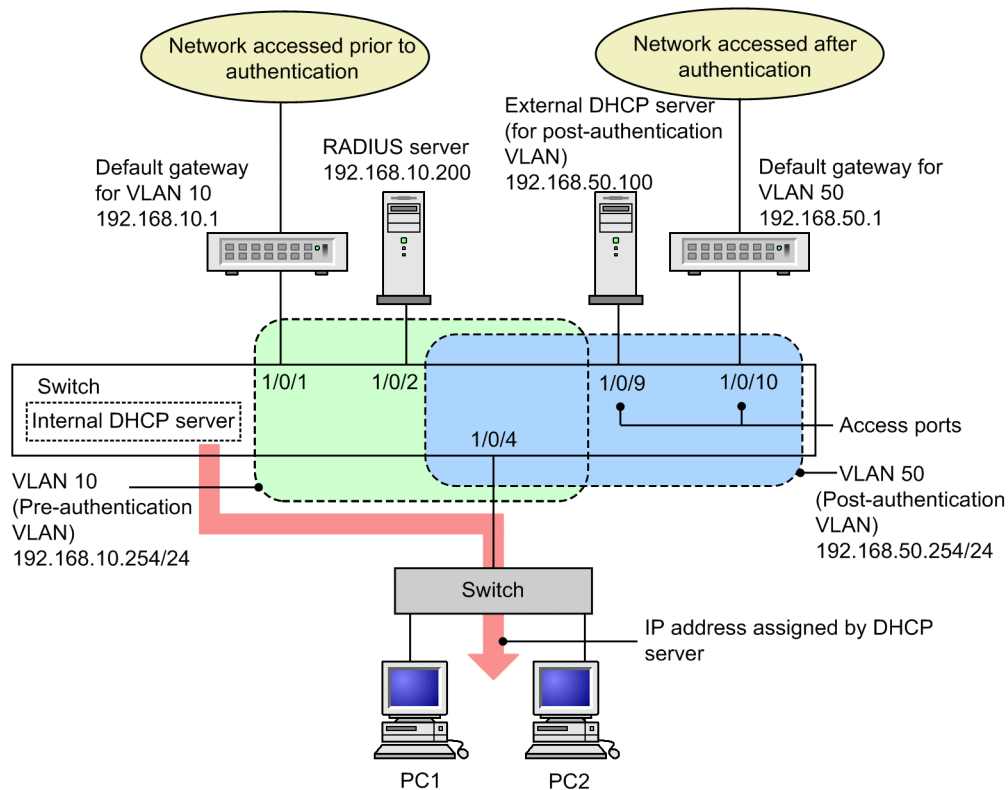 Network accessed prior to
authentication
Network accessed after
authentication
External DHCP server
(for post-authentication
VLAN)
192.168.50.100
RADIUS server
192.168.10.200
Default gateway
for VLAN 10
192.168.10.1
Default gateway for
VLAN 50
192.168.50.1
Switch
Internal DHCP server
1/0/1
1/0/2
1/0/9
1/0/10
1/0/4
Access ports
VLAN 10
(Pre-authentication
VLAN)
192.168.10.254/24
VLAN 50
(Post-authentication
VLAN)
192.168.50.254/24
Switch
IP address assigned by DHCP
server
PC1
PC2